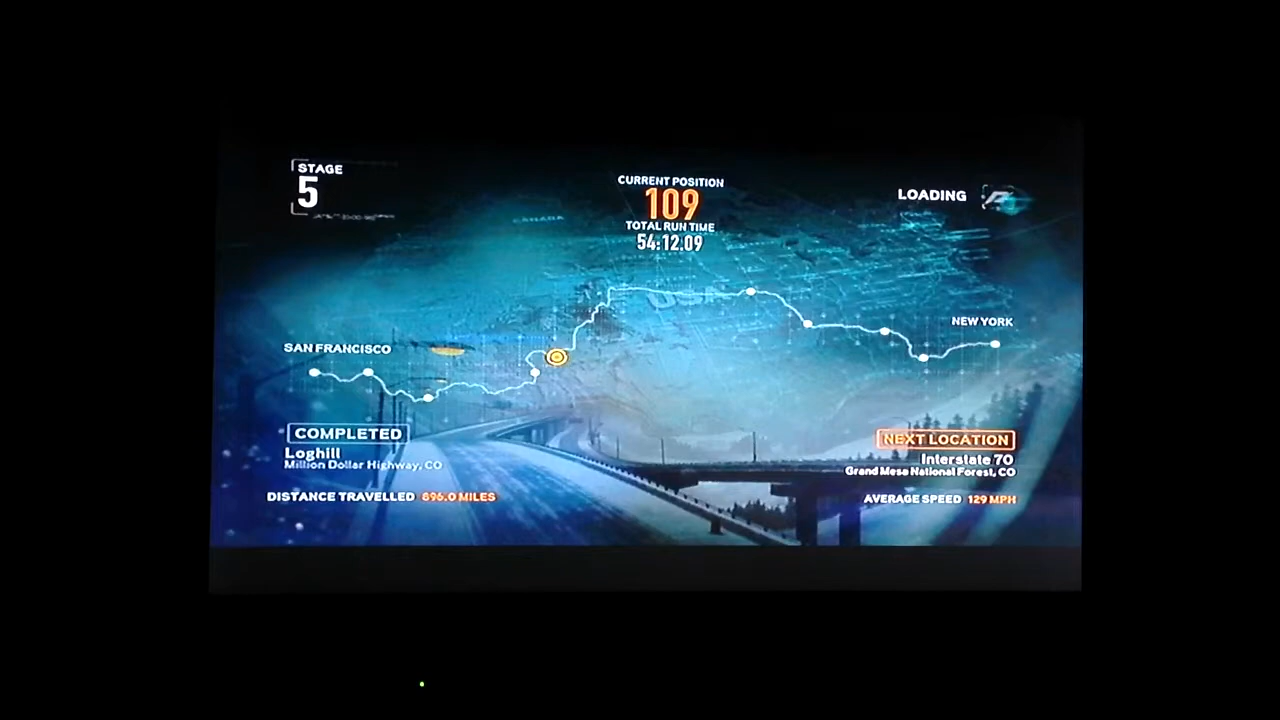 STAGE
5
CURRENT POSITION
109
TOTAL RUN TIME
54:12.09
LOADING
CANADA
USA
NEW YORK
SAN FRANCISCO
COMPLETED
Loghill
Million Dollar Highway, CO
DISTANCE TRAVELLED 896.0 MILES
NEXT LOCATION
Interstate 70
Grand Mesa National Forest, CO
AVERAGE SPEED 129 MPH